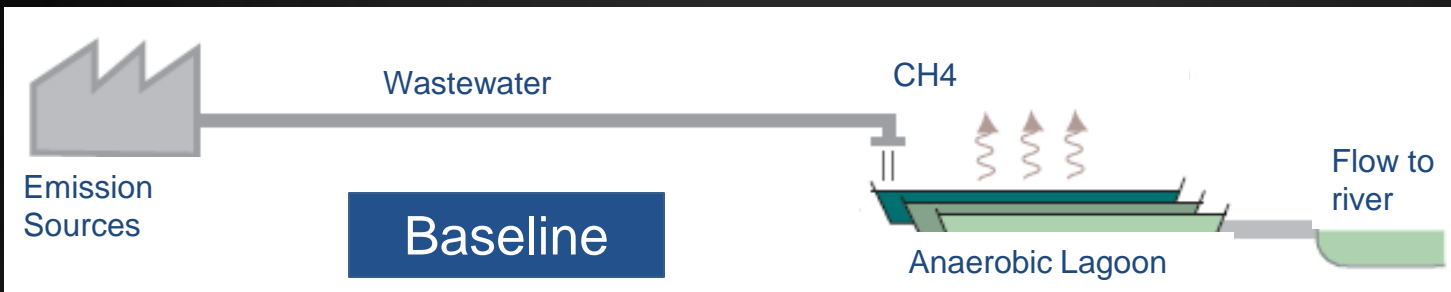 Wastewater
CH4
Emission
Sources
Baseline
Anaerobic Lagoon
Flow to
river